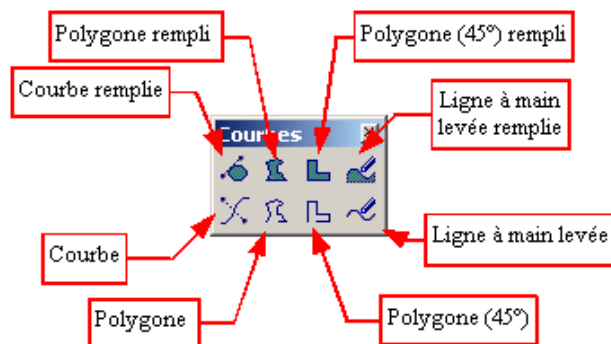 Polygone rempli
Polygone (45°) rempli
Courbe remplie
Ligne à main
levée remplie
Courbes
Courbe
Ligne à main levée
Polygone
Polygone (45°)